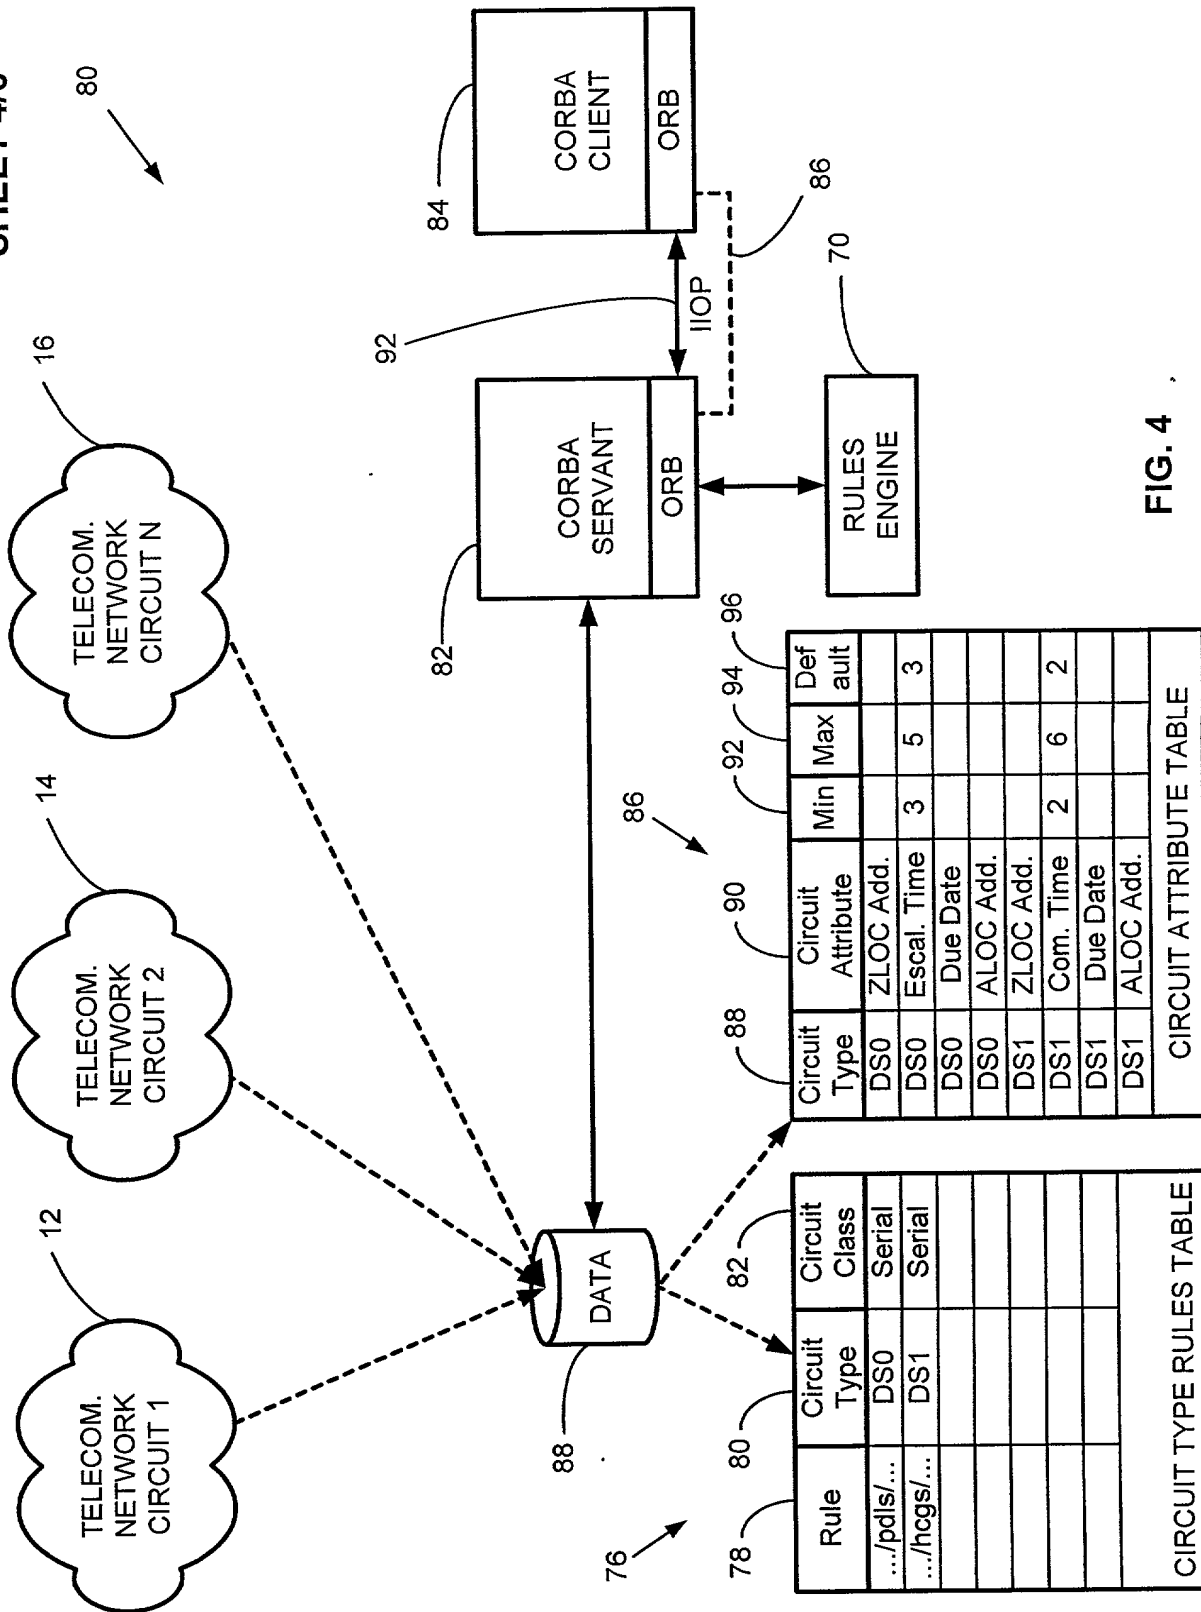 SHEET 4/6
80
TELECOM.
NETWORK
CIRCUIT 1
12
TELECOM.
NETWORK
CIRCUIT 2
14
TELECOM.
NETWORK
CIRCUIT N
16
DATA
88
82
CORBA
SERVANT
ORB
92
IIOP
84
CORBA
CLIENT
ORB
86
RULES
ENGINE
70
76
78
80
82
Rule
Circuit
Type
Circuit
Class
.../pdls/... DS0 Serial
.../hcgs/... DS1 Serial
CIRCUIT TYPE RULES TABLE
86
88
90
92
94
96
Circuit
Type
Circuit
Attribute
Min
Max
Def
ault
DS0 ZLOC Add.
DS0 Escal. Time 3 5 3
DS0 Due Date
DS0 ALOC Add.
DS1 ZLOC Add.
DS1 Com. Time 2 6 2
DS1 Due Date
DS1 ALOC Add.
CIRCUIT ATTRIBUTE TABLE
FIG. 4